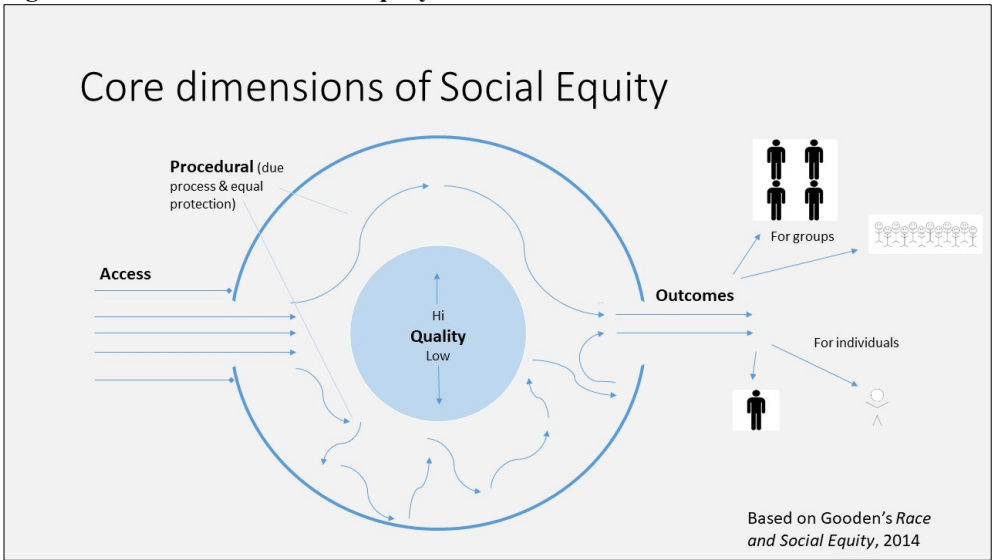 Core dimensions of Social Equity
Procedural (due
process & equal
protection)
Access
Hi
Quality
Low
Outcomes
For groups
For individuals
Based on Gooden's Race
and Social Equity, 2014